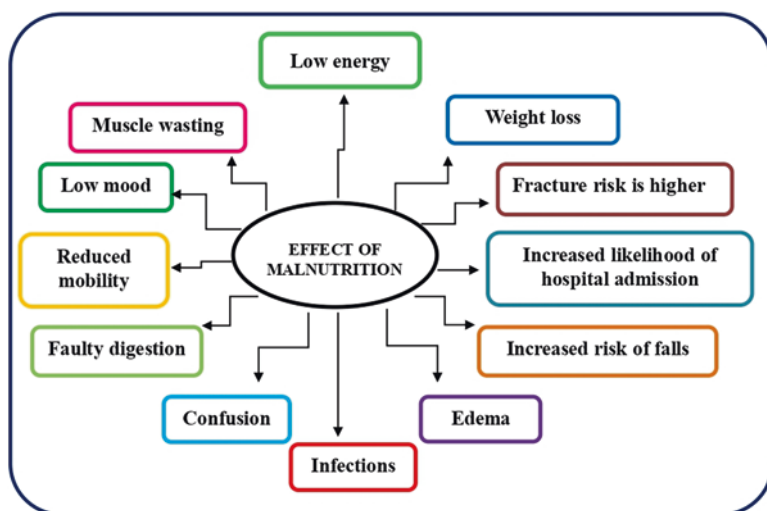 Low energy
Muscle wasting
Weight loss
Low mood
Fracture risk is higher
EFFECT OF
MALNUTRITION
Reduced
mobility
Increased likelihood of
hospital admission
Faulty digestion
Increased risk of falls
Confusion
Edema
Infections